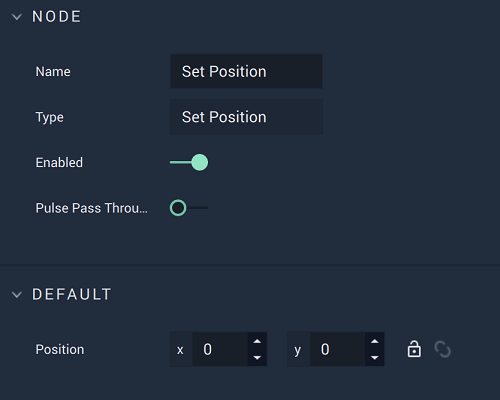 NODE
Name Set Position
Type Set Position
Enabled
Pulse Pass Throu...
DEFAULT
Position x 0 y 0